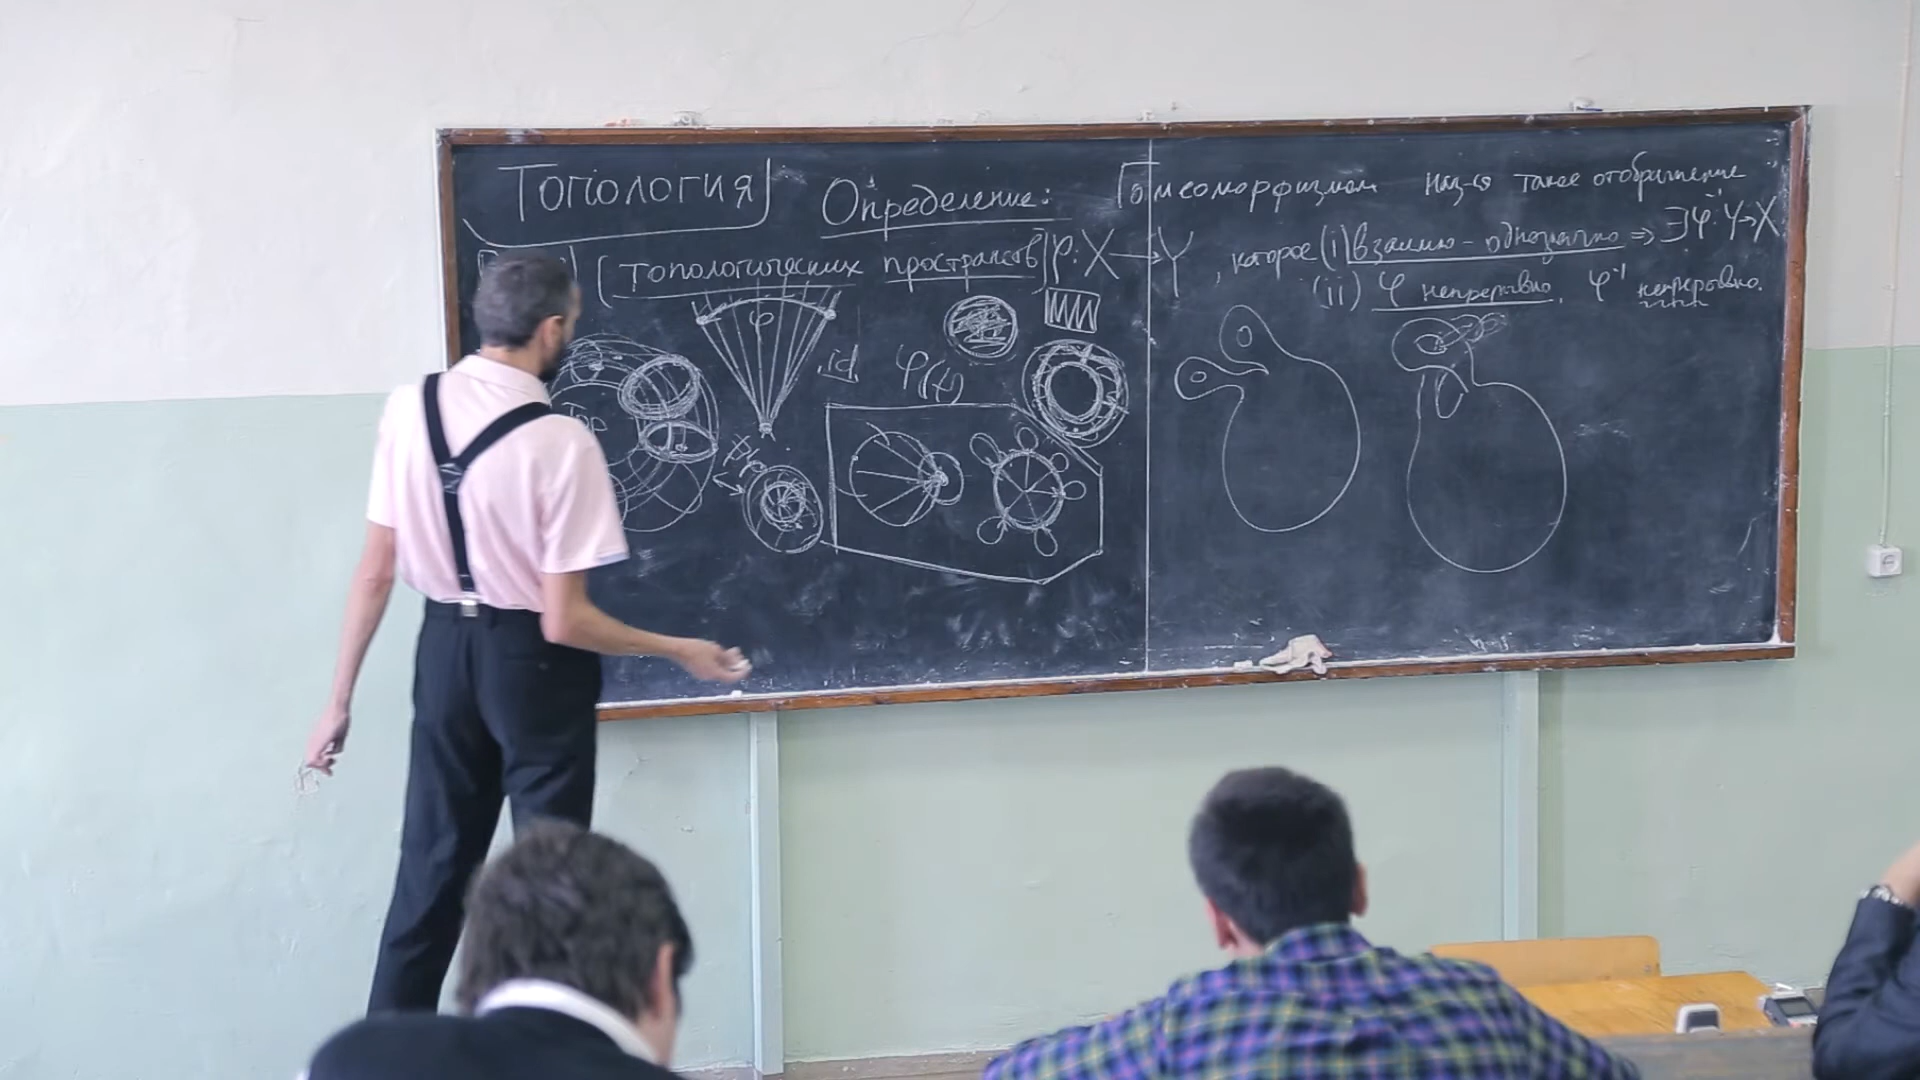 Топология
Определение: Гомеоморфизмом наз-ся такое отображение
(топологических пространств) φ: X → Y, которое (i) взаимно-однозначно ⇒ ∃φ⁻¹: Y→X
(ii) φ непрерывно, φ⁻¹ непрерывно.
φ
id
φ(x)